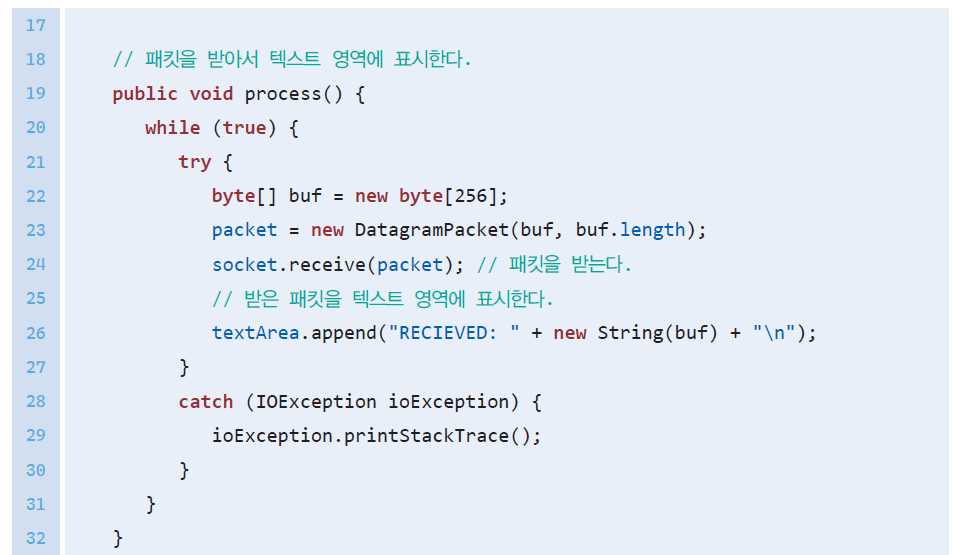 17
18 // 패킷을 받아서 텍스트 영역에 표시한다.
19 public void process() {
20 while (true) {
21 try {
22 byte[] buf = new byte[256];
23 packet = new DatagramPacket(buf, buf.length);
24 socket.receive(packet); // 패킷을 받는다.
25 // 받은 패킷을 텍스트 영역에 표시한다.
26 textArea.append("RECIEVED: " + new String(buf) + "\n");
27 }
28 catch (IOException ioException) {
29 ioException.printStackTrace();
30 }
31 }
32 }